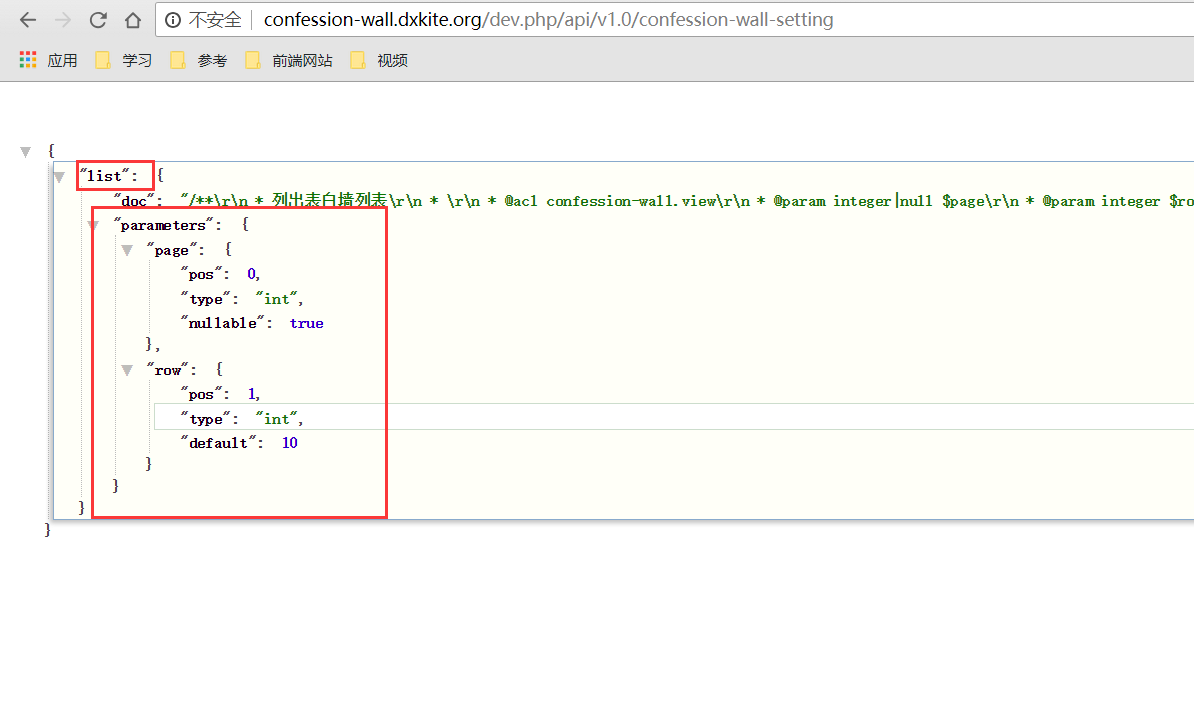 不安全 confession-wall.dxkite.org/dev.php/api/v1.0/confession-wall-setting
应用 学习 参考 前端网站 视频
{
"list": {
"doc": "/**\r\n * 列出表白墙列表\r\n * \r\n * @acl confession-wall.view\r\n * @param integer|null $page\r\n * @param integer $ro
"parameters": {
"page": {
"pos": 0,
"type": "int",
"nullable": true
},
"row": {
"pos": 1,
"type": "int",
"default": 10
}
}
}
}